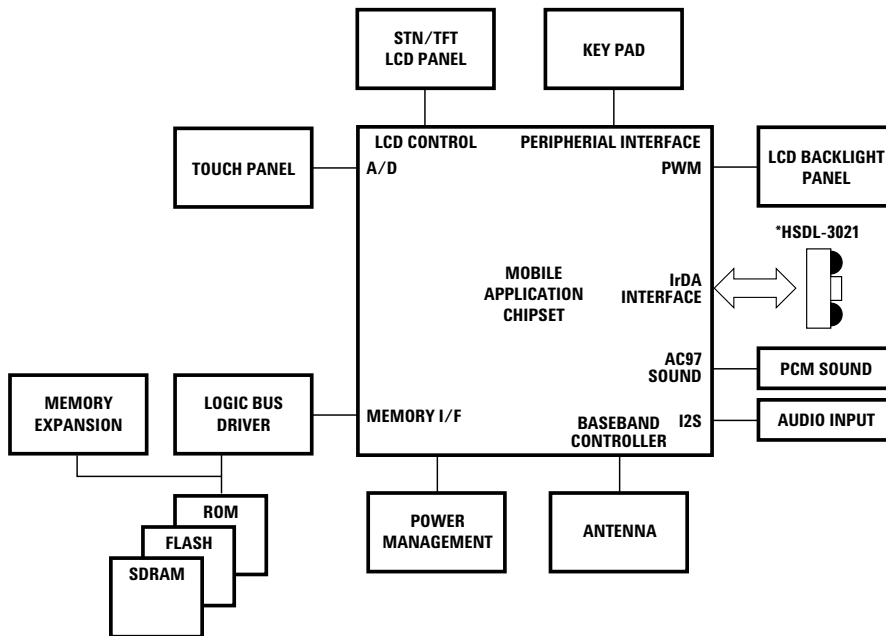 STN/TFT
LCD PANEL
KEY PAD
LCD CONTROL
PERIPHERIAL INTERFACE
TOUCH PANEL
A/D
PWM
LCD BACKLIGHT
PANEL
*HSDL-3021
MOBILE
APPLICATION
CHIPSET
IrDA
INTERFACE
AC97
SOUND
PCM SOUND
MEMORY
EXPANSION
LOGIC BUS
DRIVER
MEMORY I/F
BASEBAND
CONTROLLER
I2S
AUDIO INPUT
ROM
FLASH
SDRAM
POWER
MANAGEMENT
ANTENNA